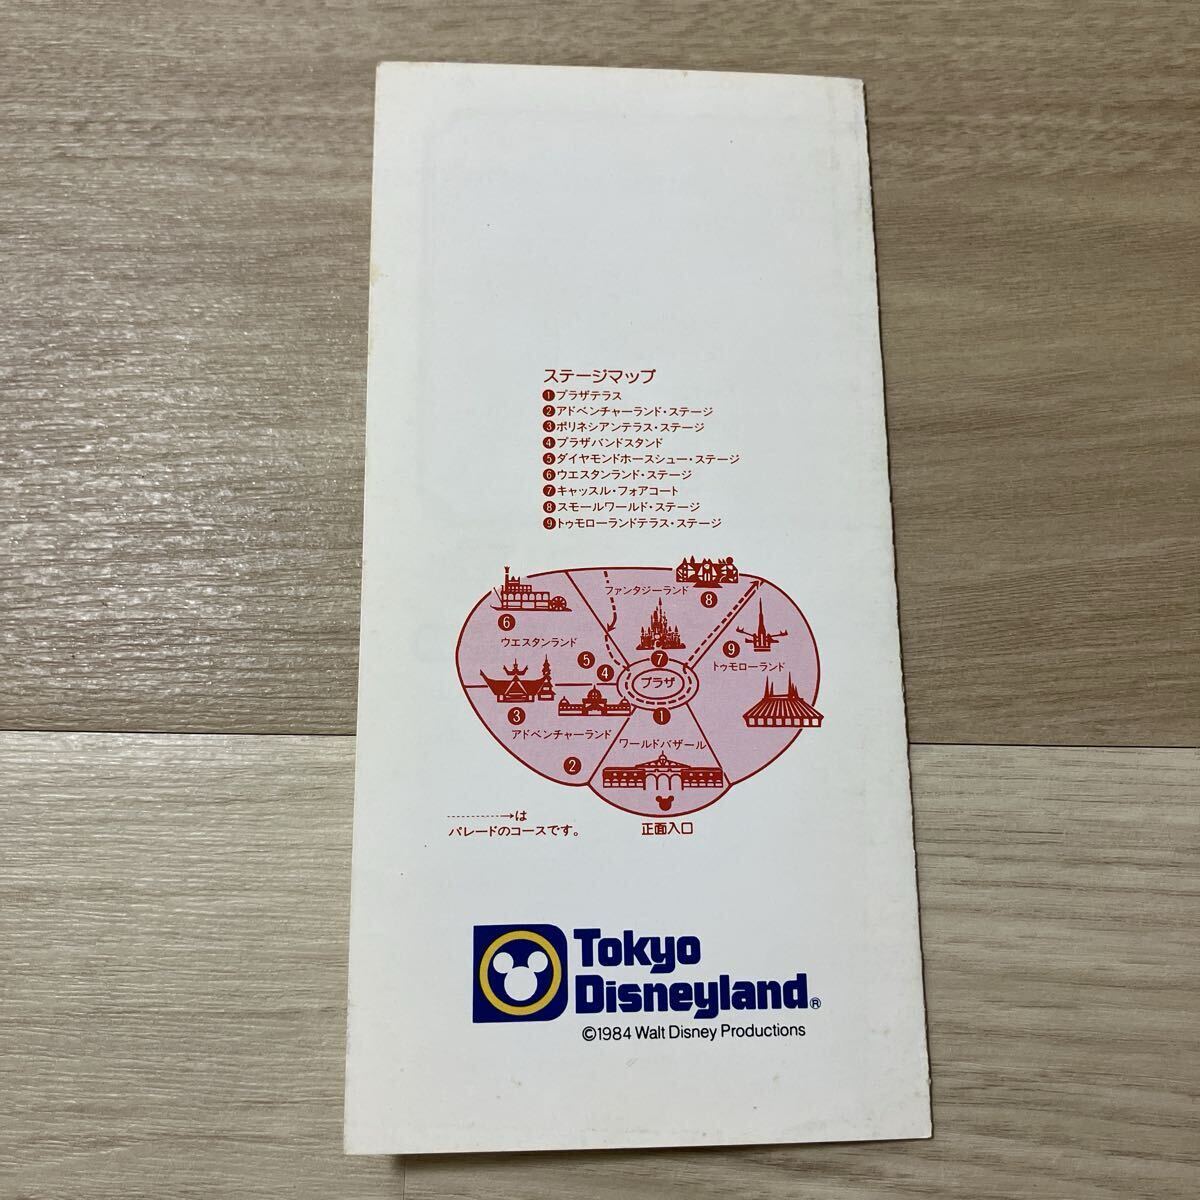 ステージマップ
❶プラザテラス
❷アドベンチャーランド・ステージ
❸ポリネシアンテラス・ステージ
❹プラザバンドスタンド
❺ダイヤモンドホースシュー・ステージ
❻ウエスタンランド・ステージ
❼キャッスル・フォアコート
❽スモールワールド・ステージ
❾トゥモローランドテラス・ステージ
ファンタジーランド
❽
❻
ウエスタンランド
❾
トゥモローランド
❺
❼
❹
プラザ
❸
❶
アドベンチャーランド
ワールドバザール
❷
----------→は
パレードのコースです。
正面入口
Tokyo
Disneyland®
©1984 Walt Disney Productions